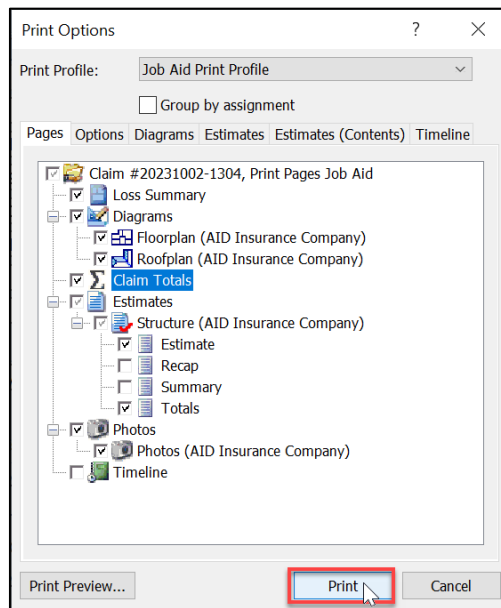 Print Options
Print Profile: Job Aid Print Profile
Group by assignment
Pages Options Diagrams Estimates Estimates (Contents) Timeline
Claim #20231002-1304, Print Pages Job Aid
Loss Summary
Diagrams
Floorplan (AID Insurance Company)
Roofplan (AID Insurance Company)
Claim Totals
Estimates
Structure (AID Insurance Company)
Estimate
Recap
Summary
Totals
Photos
Photos (AID Insurance Company)
Timeline
Print Preview... Print Cancel